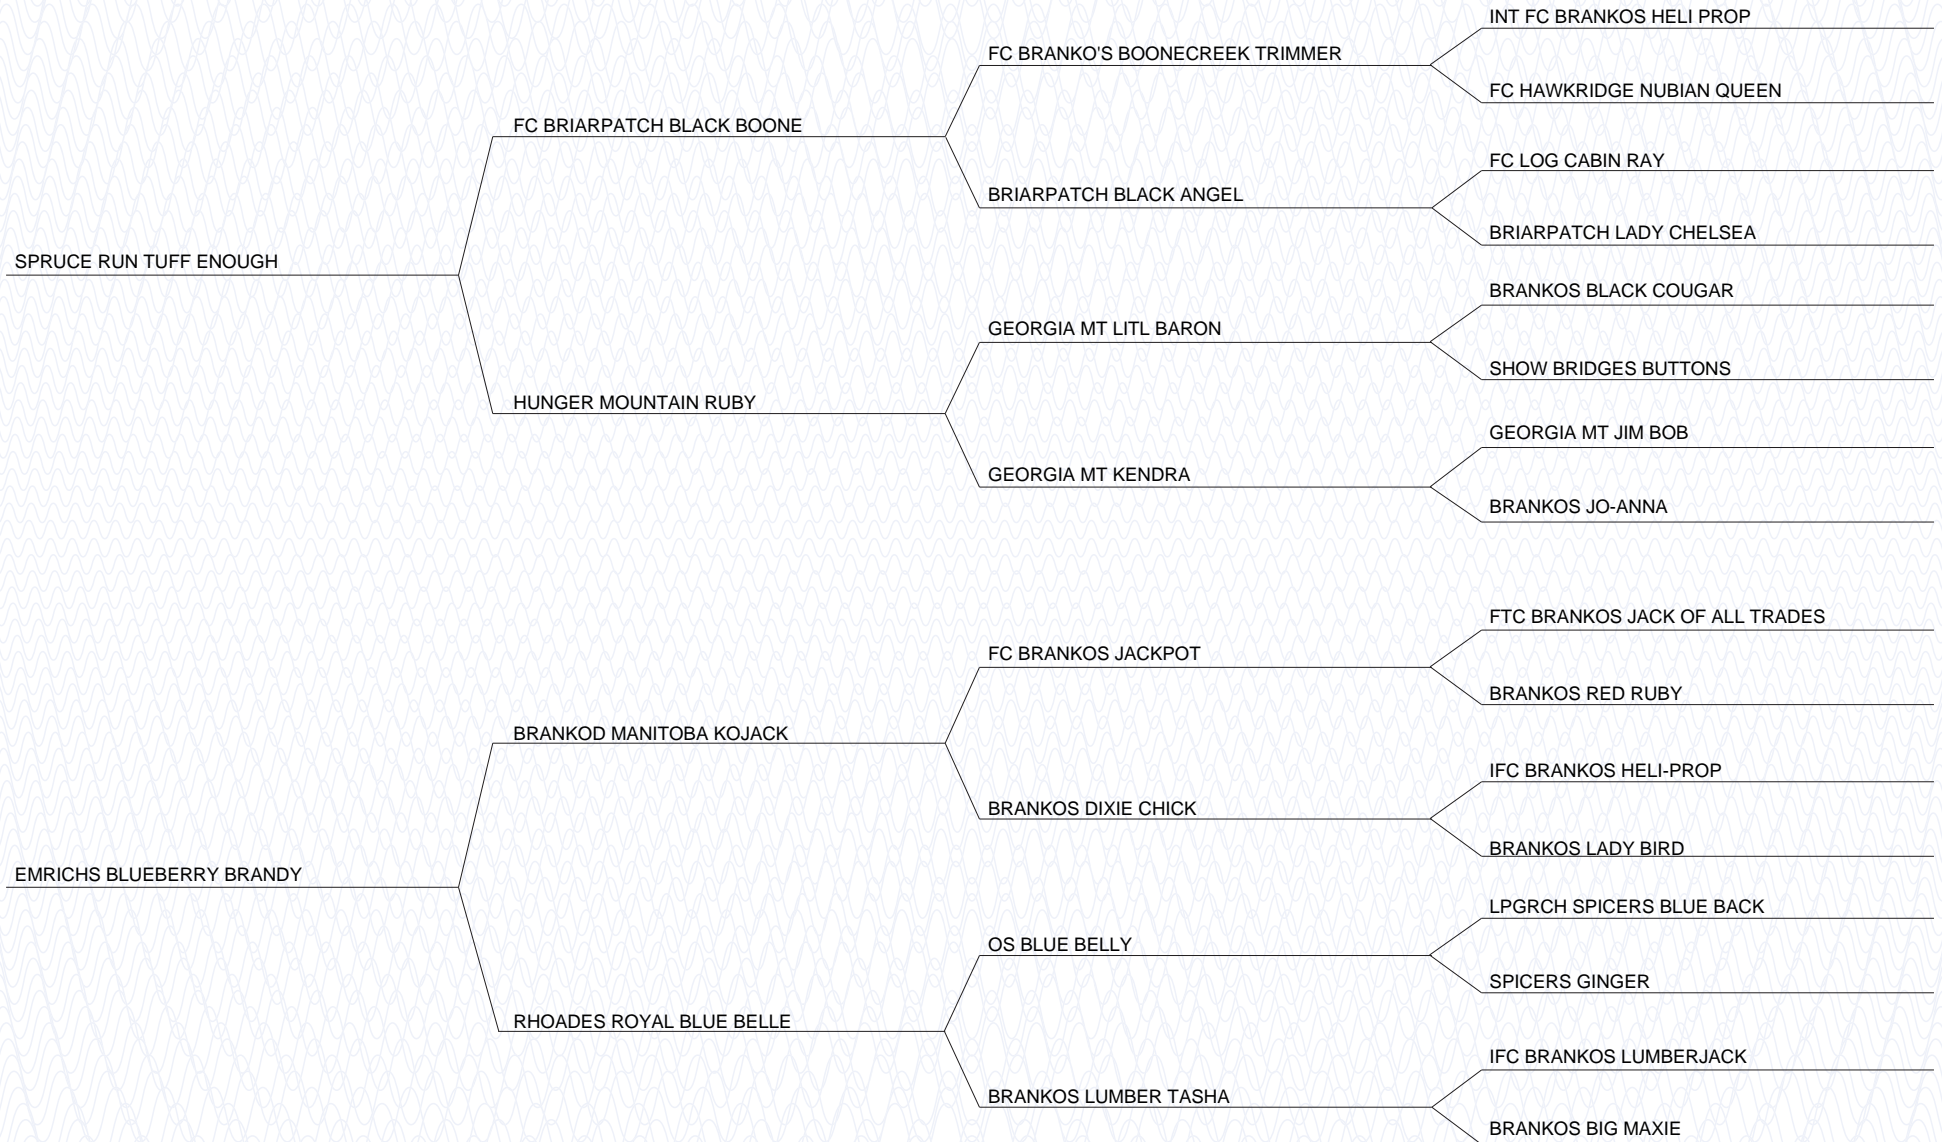 INT FC BRANKOS HELI PROP
FC BRANKO'S BOONECREEK TRIMMER
FC HAWKRIDGE NUBIAN QUEEN
FC BRIARPATCH BLACK BOONE
FC LOG CABIN RAY
BRIARPATCH BLACK ANGEL
BRIARPATCH LADY CHELSEA
SPRUCE RUN TUFF ENOUGH
BRANKOS BLACK COUGAR
GEORGIA MT LITL BARON
SHOW BRIDGES BUTTONS
HUNGER MOUNTAIN RUBY
GEORGIA MT JIM BOB
GEORGIA MT KENDRA
BRANKOS JO-ANNA
FTC BRANKOS JACK OF ALL TRADES
FC BRANKOS JACKPOT
BRANKOS RED RUBY
BRANKOD MANITOBA KOJACK
IFC BRANKOS HELI-PROP
BRANKOS DIXIE CHICK
BRANKOS LADY BIRD
EMRICHS BLUEBERRY BRANDY
LPGRCH SPICERS BLUE BACK
OS BLUE BELLY
SPICERS GINGER
RHOADES ROYAL BLUE BELLE
IFC BRANKOS LUMBERJACK
BRANKOS LUMBER TASHA
BRANKOS BIG MAXIE